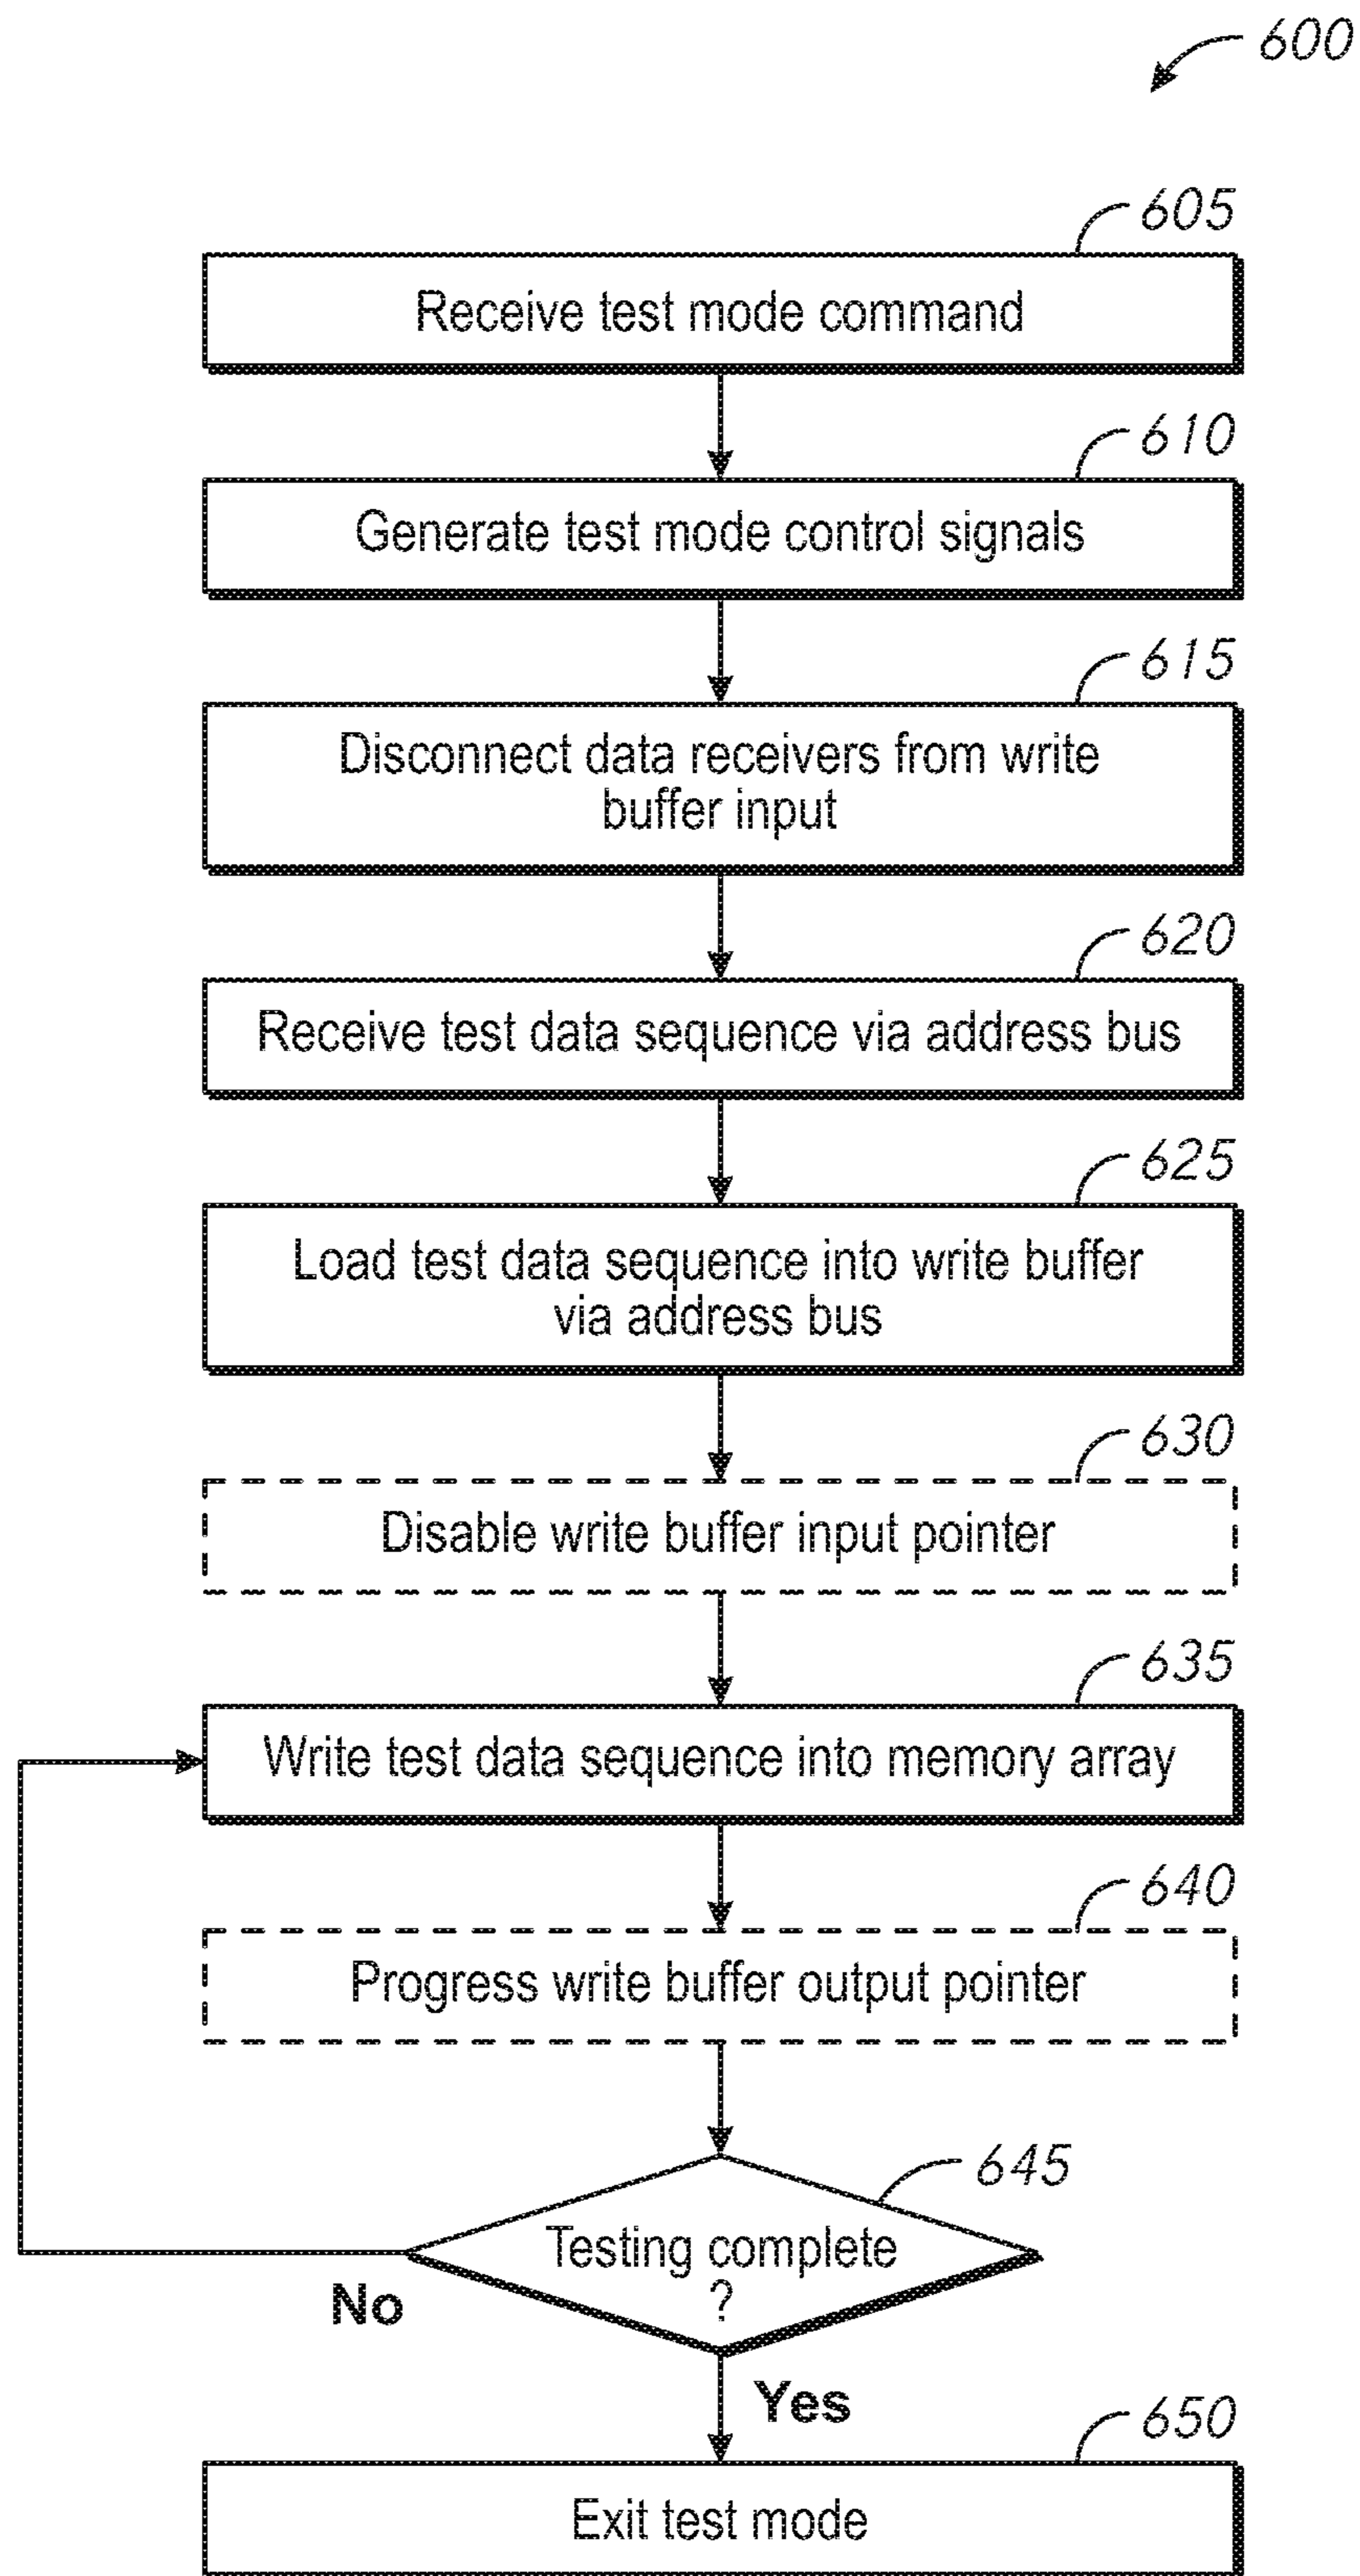 600
605
Receive test mode command
610
Generate test mode control signals
615
Disconnect data receivers from write
buffer input
620
Receive test data sequence via address bus
625
Load test data sequence into write buffer
via address bus
630
Disable write buffer input pointer
635
Write test data sequence into memory array
640
Progress write buffer output pointer
645
Testing complete
?
No
Yes
650
Exit test mode